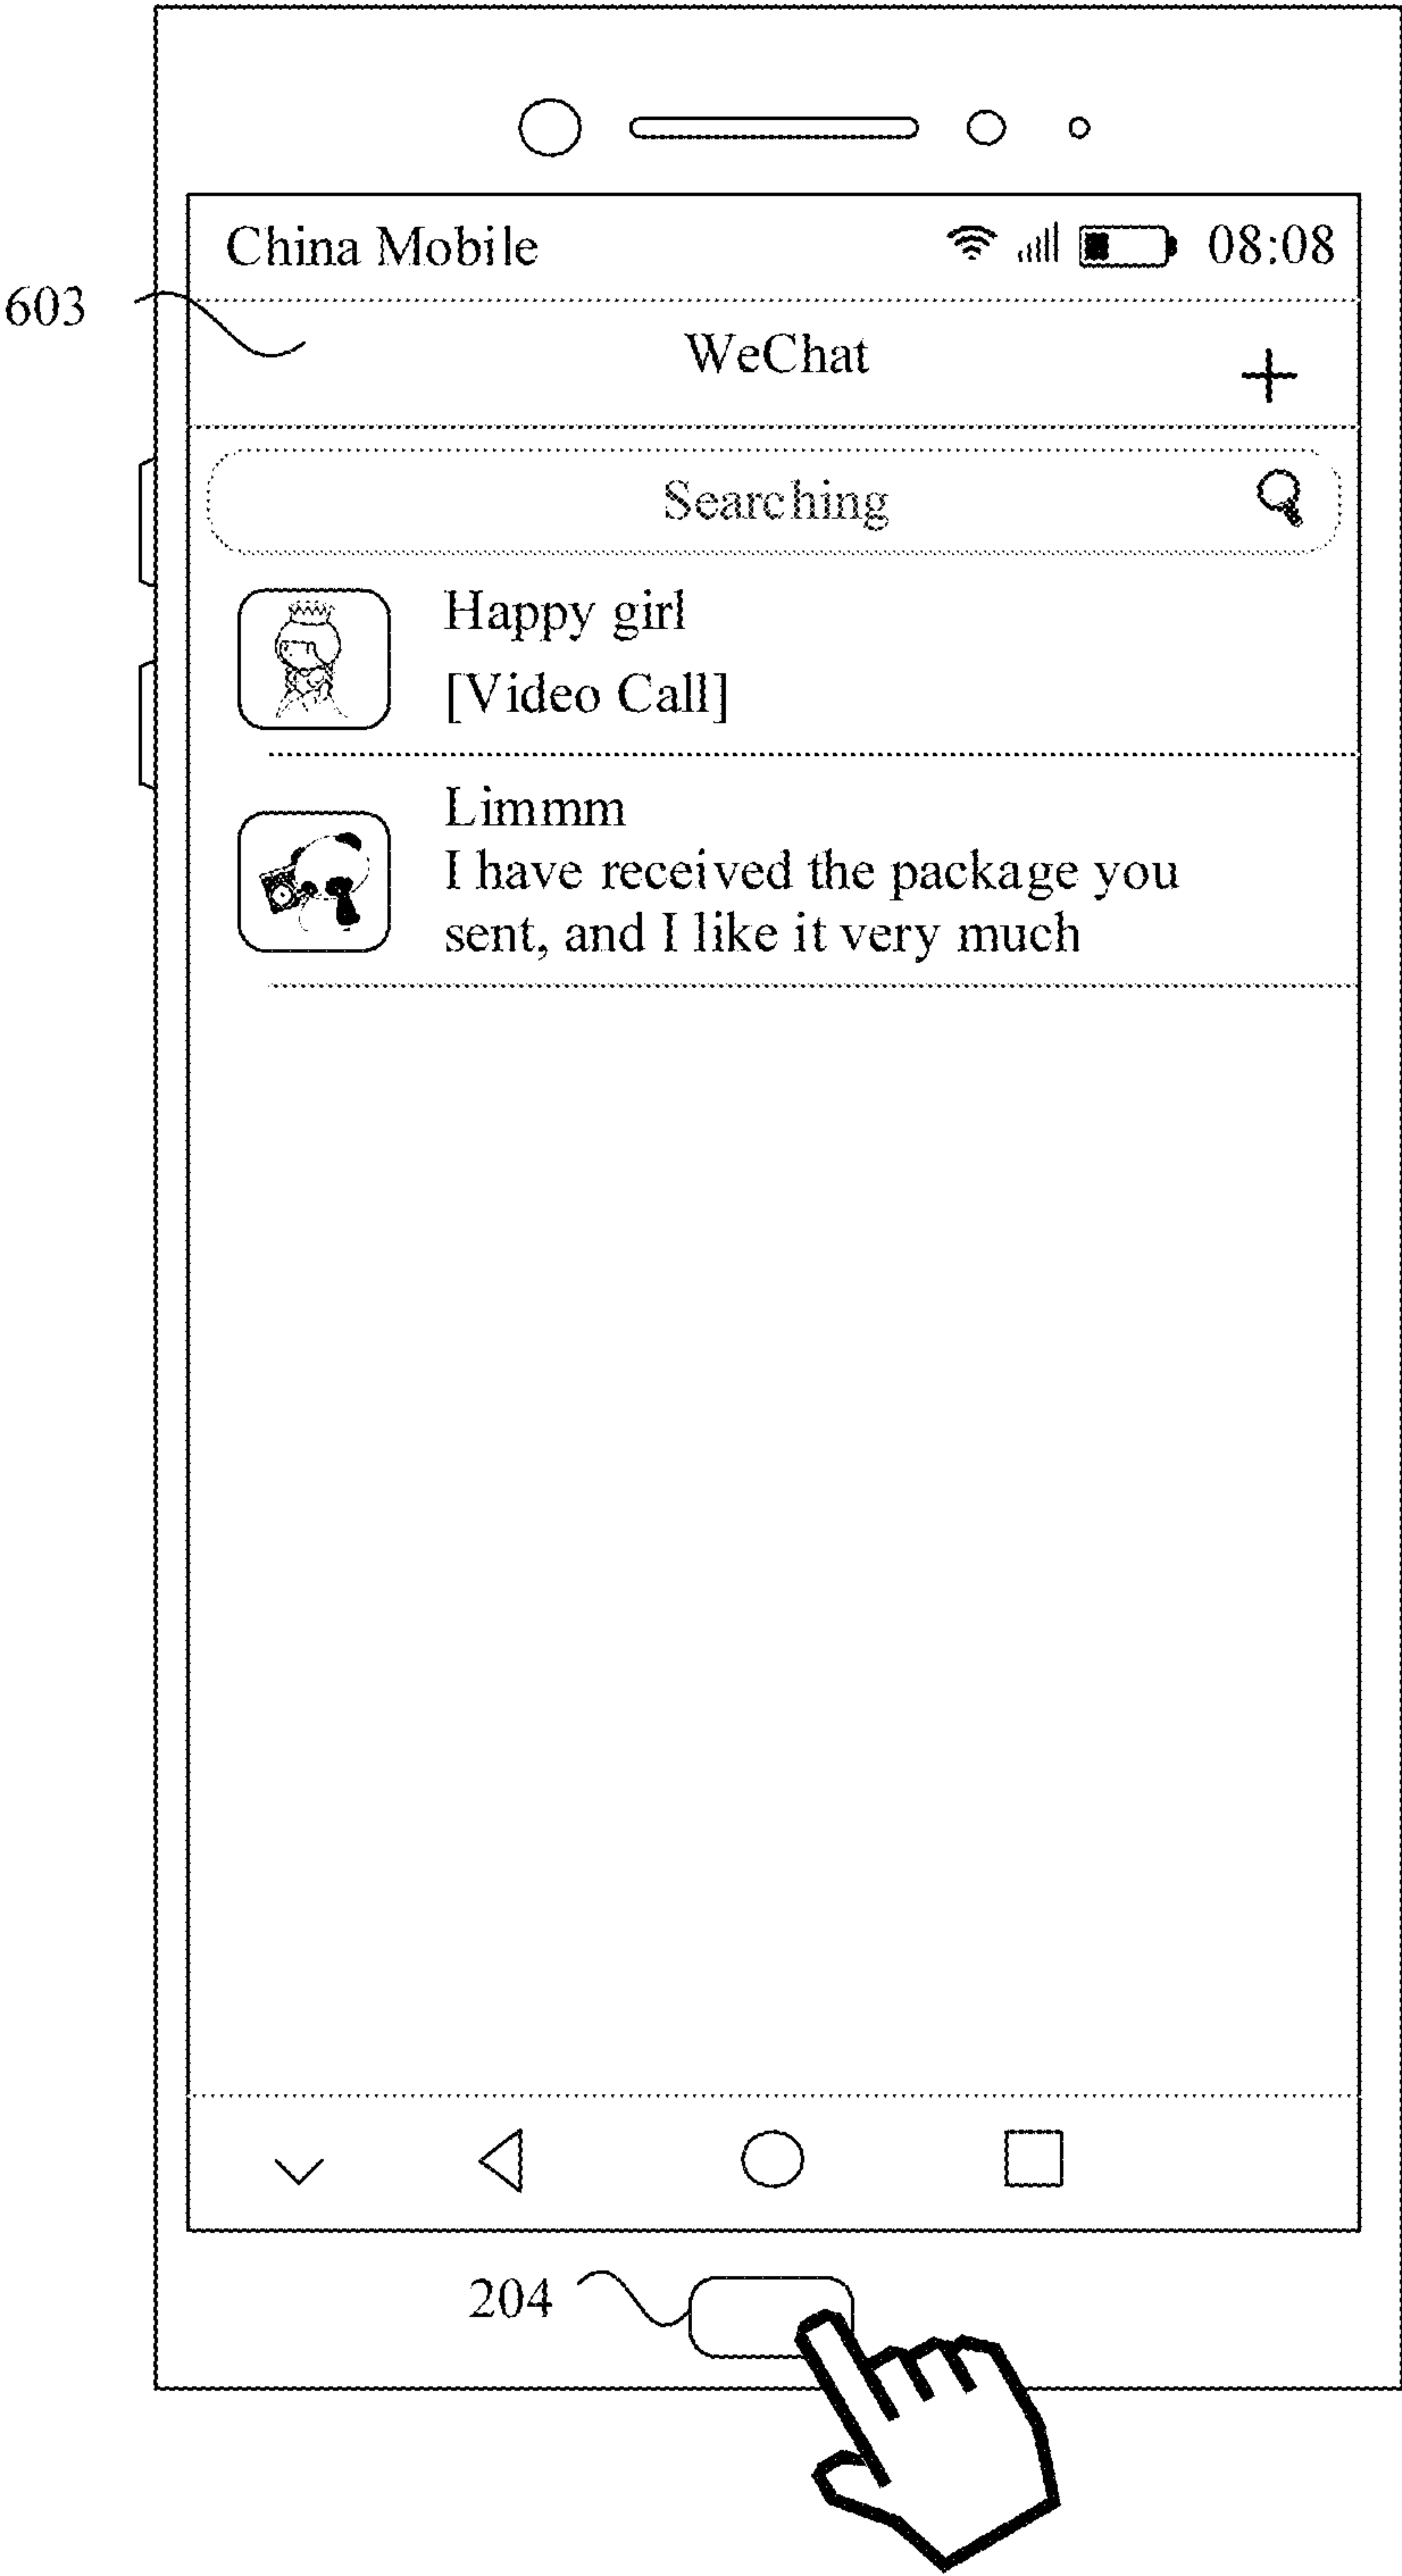 China Mobile 08:08
603
WeChat
Searching
Happy girl
[Video Call]
Limmm
I have received the package you
sent, and I like it very much
204